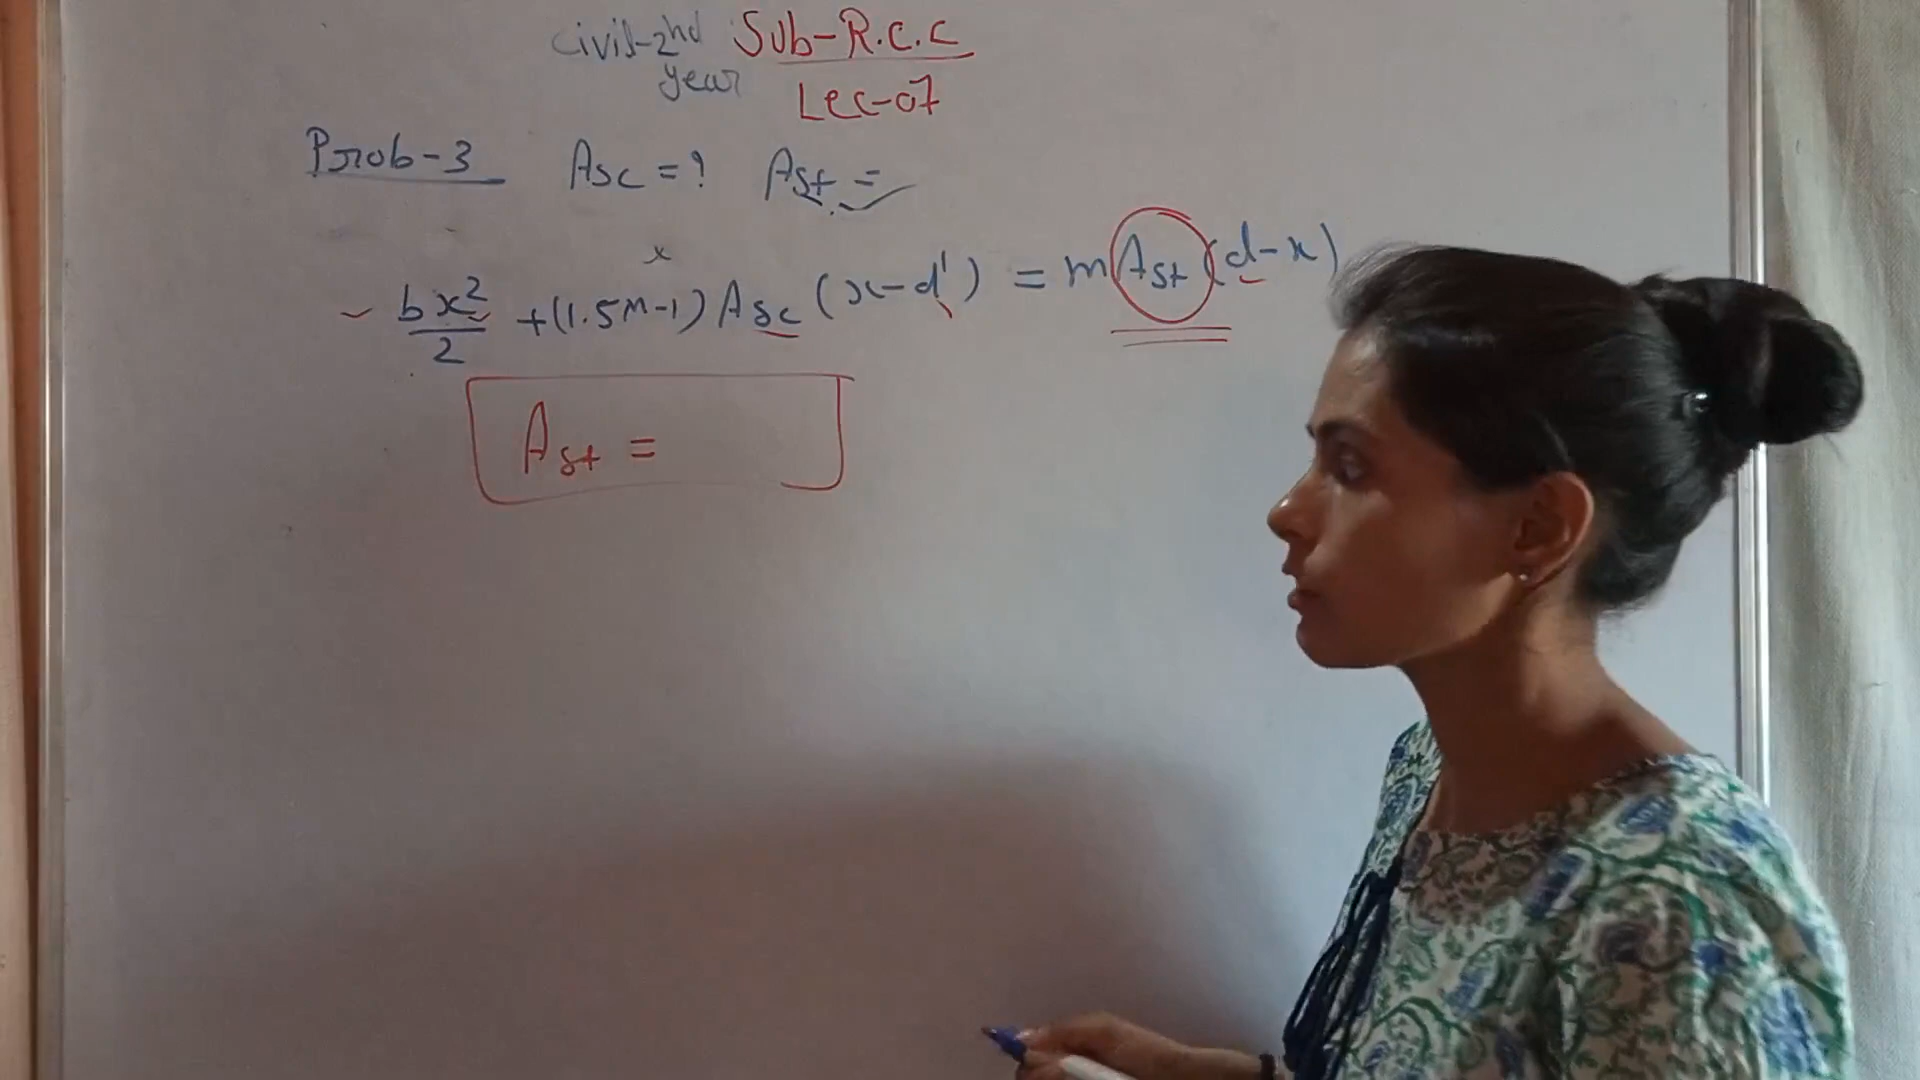 Civil-2nd Sub-R.C.C
year Lec-07
Prob-3 Asc = ? Ast =
x
bx²/2 + (1.5m-1) Asc (x-d') = m Ast (d-x)
Ast =